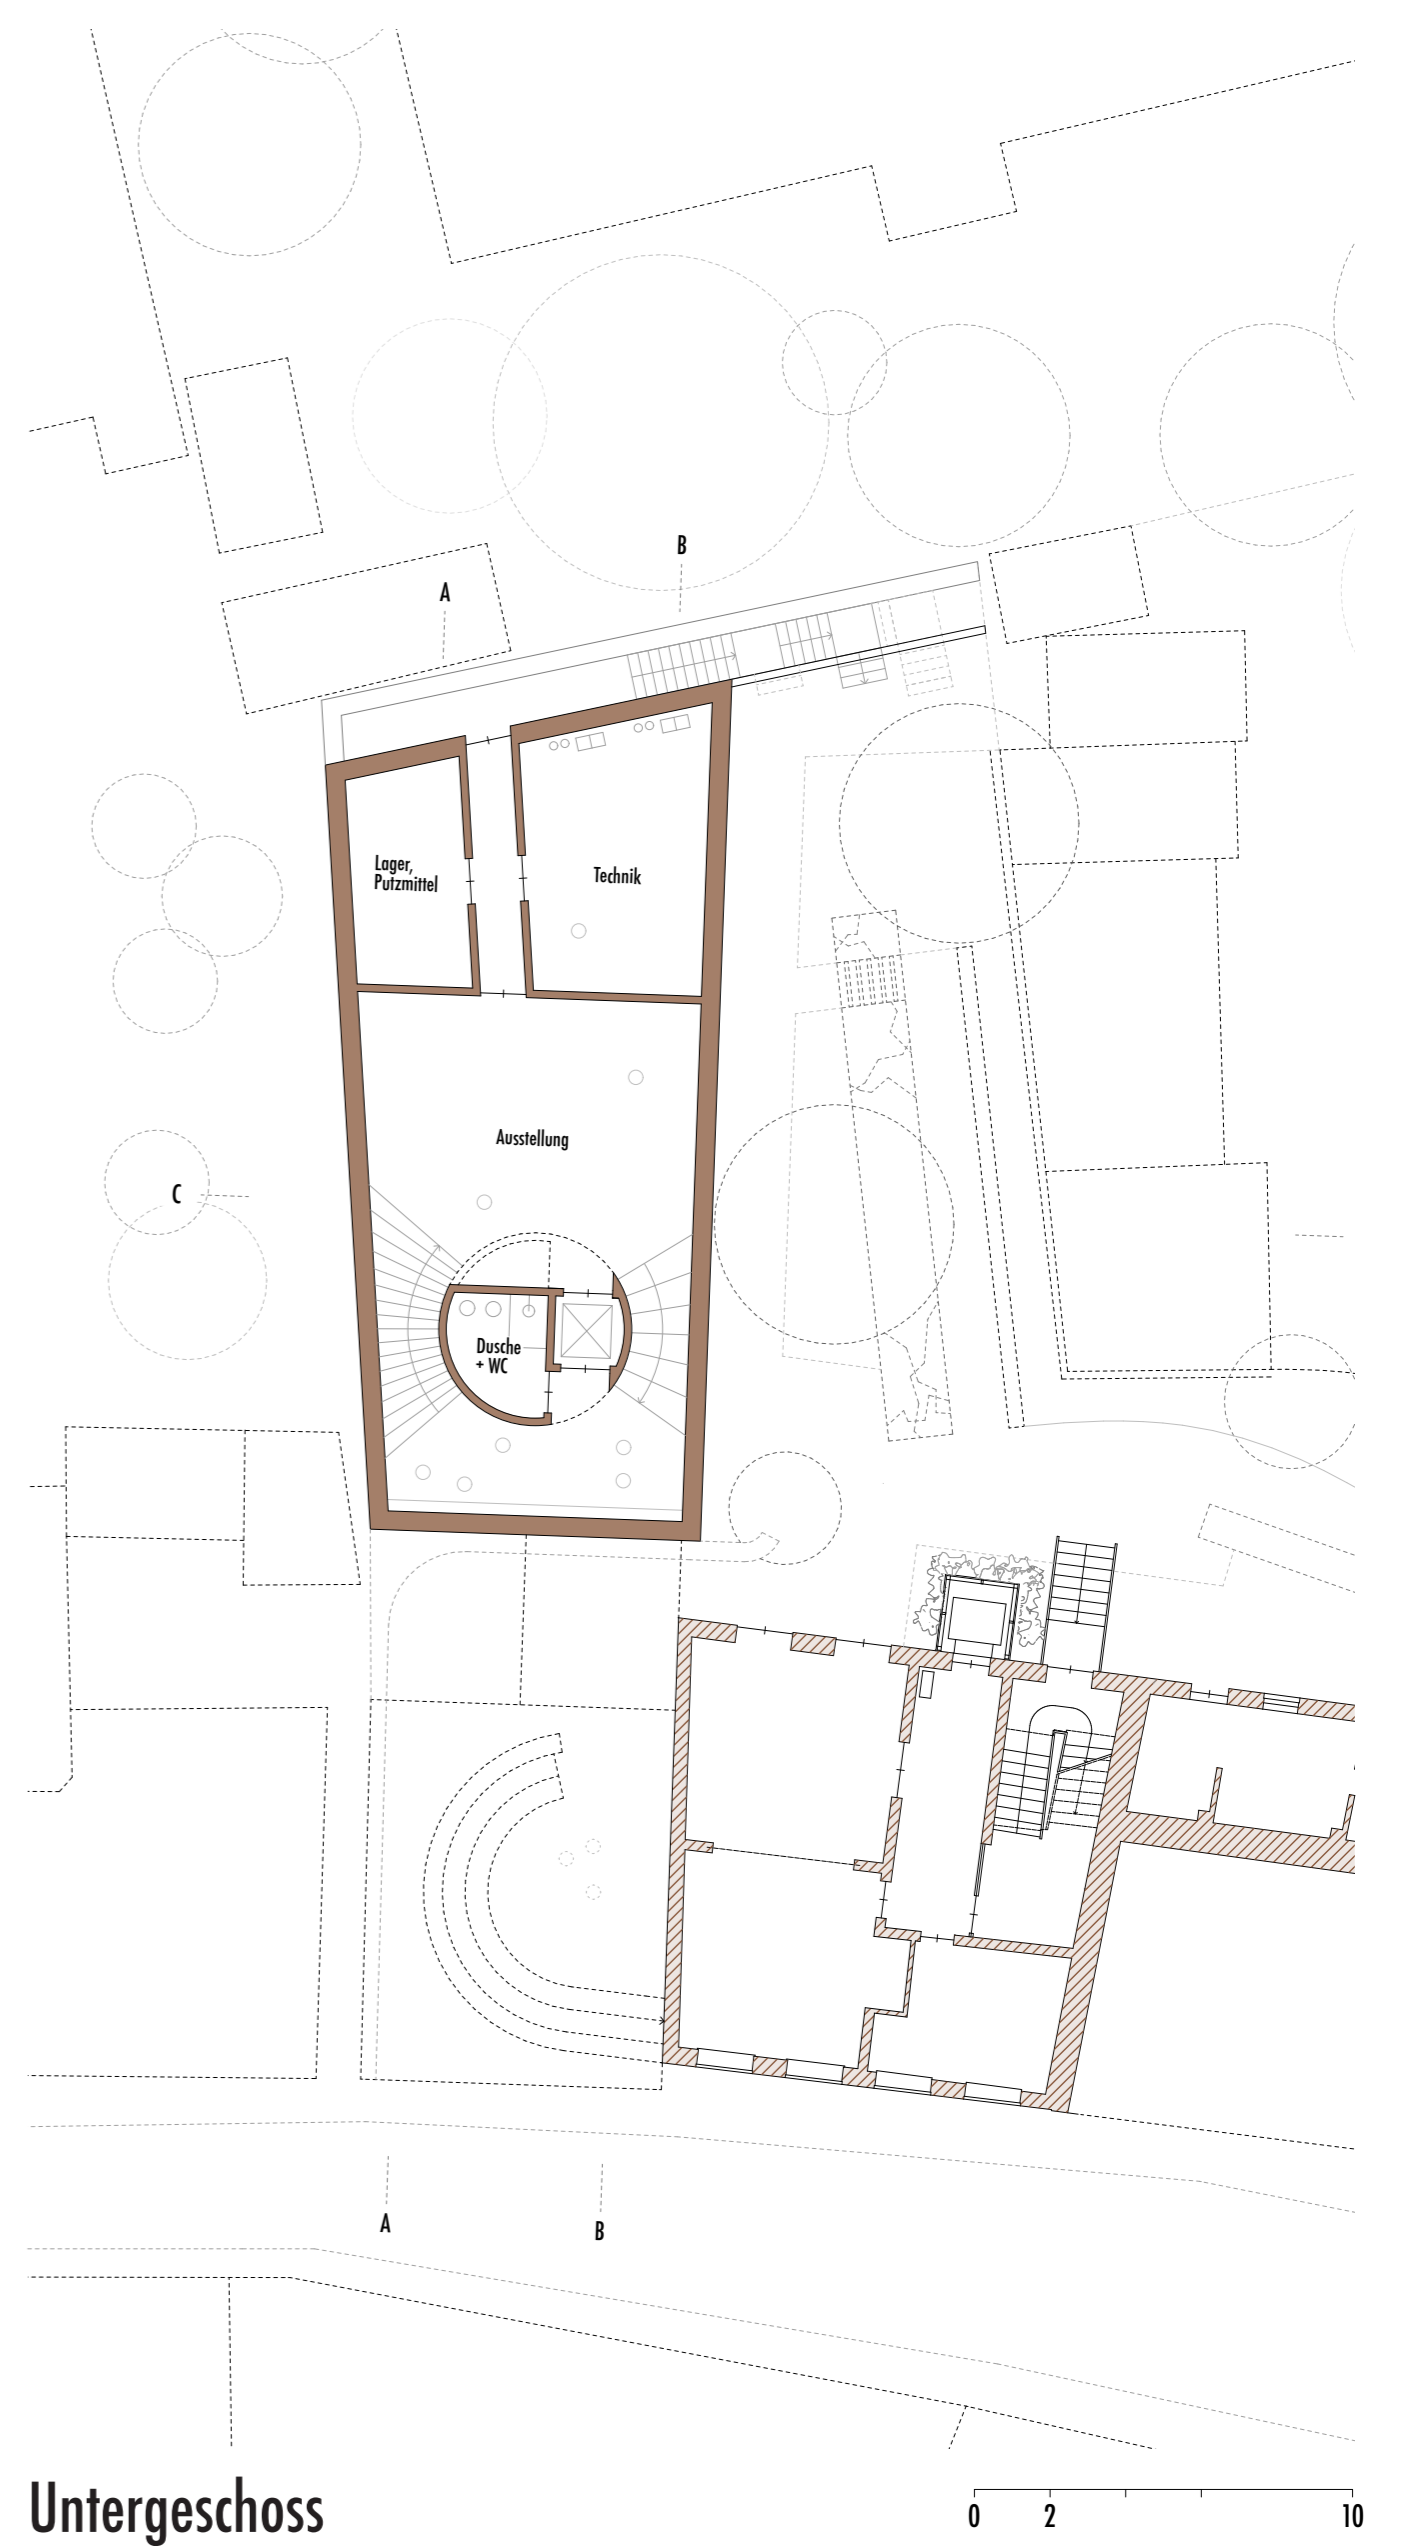 B
A
Lager,
Putzmittel
Technik
Ausstellung
C
Dusche
+ WC
A
B
Untergeschoss
0 2 10